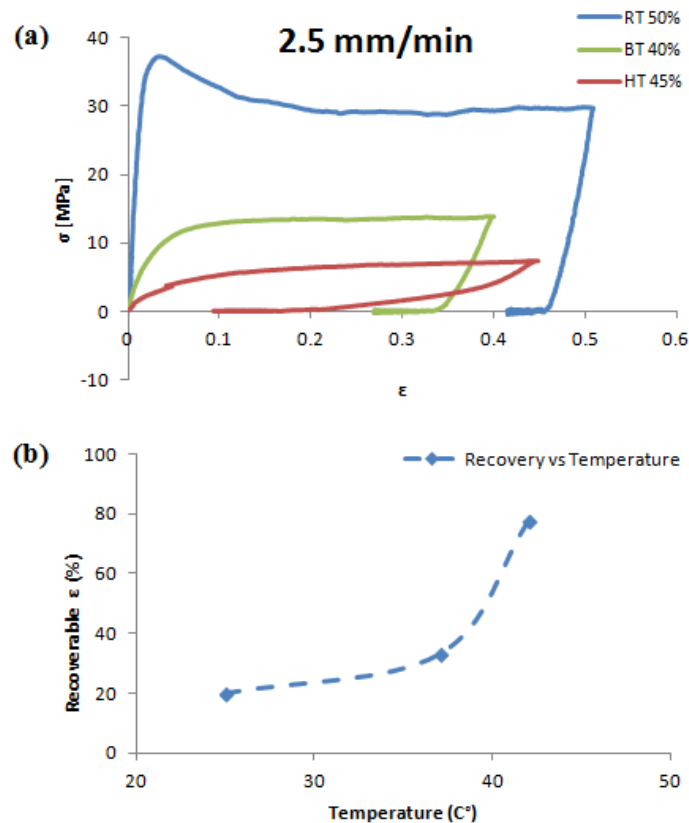 (a)
2.5 mm/min
RT 50%
BT 40%
HT 45%
σ [MPa]
40
30
20
10
0
-10
0
0.1
0.2
0.3
0.4
0.5
0.6
ε
(b)
Recovery vs Temperature
Recoverable ε (%)
100
80
60
40
20
0
20
30
40
50
Temperature (C°)